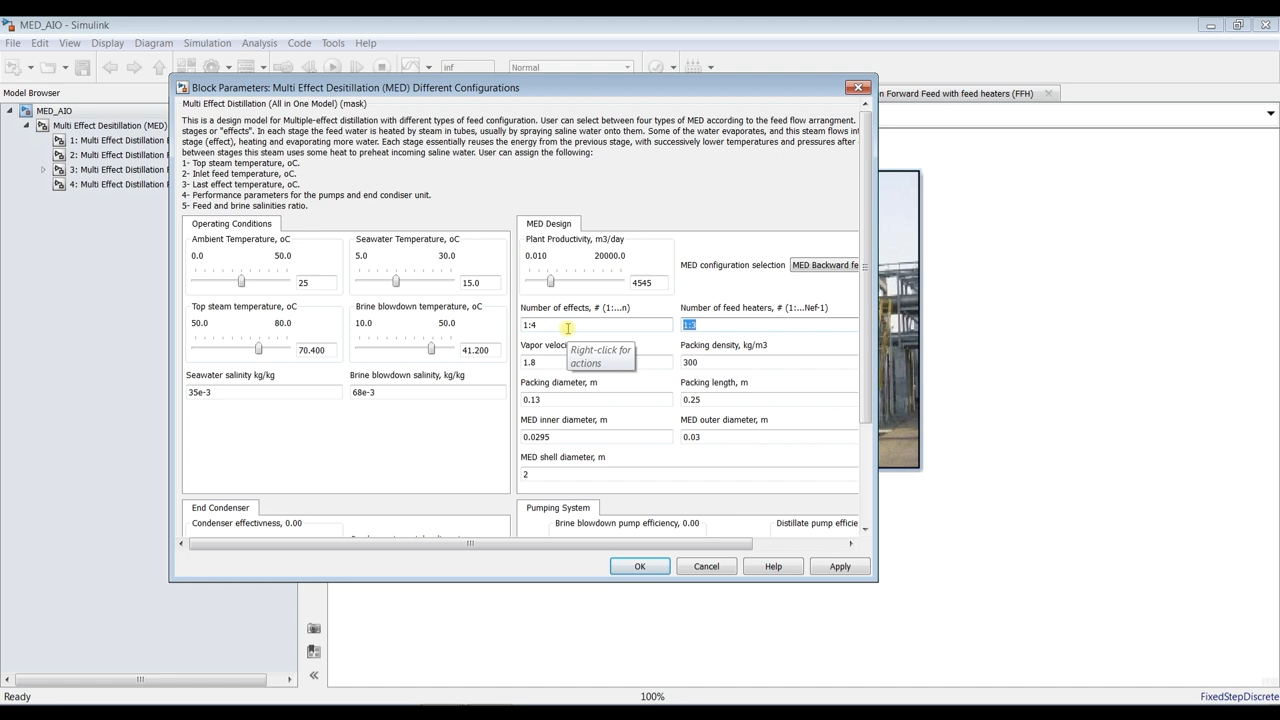 MED_AIO - Simulink
File Edit View Display Diagram Simulation Analysis Code Tools Help
inf Normal
Model Browser
MED_AIO
Multi Effect Desitillation (MED)
1: Multi Effect Distillation
2: Multi Effect Distillation
3: Multi Effect Distillation
4: Multi Effect Distillation
n Forward Feed with feed heaters (FFH)
Block Parameters: Multi Effect Desitillation (MED) Different Configurations
Multi Effect Distillation (All in One Model) (mask)
This is a design model for Multiple-effect distillation with different types of feed configuration. User can select between four types of MED according to the feed flow arrangment.
stages or "effects". In each stage the feed water is heated by steam in tubes, usually by spraying saline water onto them. Some of the water evaporates, and this steam flows int
stage (effect), heating and evaporating more water. Each stage essentially reuses the energy from the previous stage, with successively lower temperatures and pressures after
between stages this steam uses some heat to preheat incoming saline water. User can assign the following:
1- Top steam temperature, oC.
2- Inlet feed temperature, oC.
3- Last effect temperature, oC.
4- Performance parameters for the pumps and end condiser unit.
5- Feed and brine salinities ratio.
Operating Conditions
Ambient Temperature, oC Seawater Temperature, oC
0.0 50.0 5.0 30.0
25 15.0
Top steam temperature, oC Brine blowdown temperature, oC
50.0 80.0 10.0 50.0
70.400 41.200
Seawater salinity kg/kg Brine blowdown salinity, kg/kg
35e-3 68e-3
MED Design
Plant Productivity, m3/day
0.010 20000.0
4545
MED configuration selection MED Backward fe
Number of effects, # (1:...n) Number of feed heaters, # (1:...Nef-1)
1:4 1:3
Vapor veloci Packing density, kg/m3
1.8 300
Right-click for
actions
Packing diameter, m Packing length, m
0.13 0.25
MED inner diameter, m MED outer diameter, m
0.0295 0.03
MED shell diameter, m
2
End Condenser
Condenser effectivness, 0.00
Pumping System
Brine blowdown pump efficiency, 0.00 Distillate pump efficie
OK Cancel Help Apply
Ready 100% FixedStepDiscrete